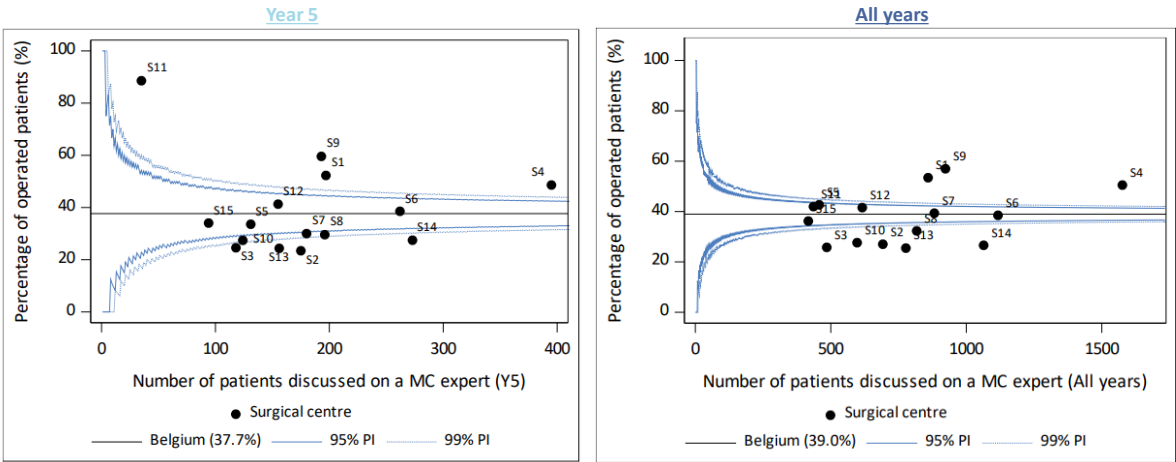 Year 5
Percentage of operated patients (%)
100
80
60
40
20
0
S11
S9
S1
S4
S12
S6
S15
S5
S7
S8
S10
S14
S3
S13
S2
0
100
200
300
400
Number of patients discussed on a MC expert (Y5)
Surgical centre
Belgium (37.7%)
95% PI
99% PI
All years
Percentage of operated patients (%)
100
80
60
40
20
0
S1
S9
S4
S5
S11
S12
S7
S6
S15
S8
S3
S10
S2
S13
S14
0
500
1000
1500
Number of patients discussed on a MC expert (All years)
Surgical centre
Belgium (39.0%)
95% PI
99% PI